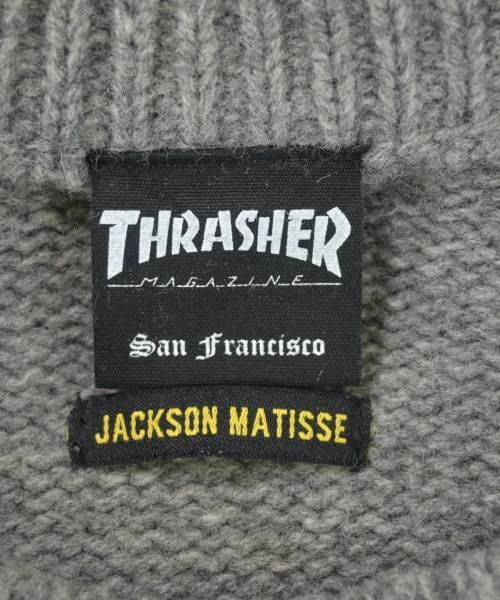 THRASHER
MAGAZINE
San Francisco
JACKSON MATISSE